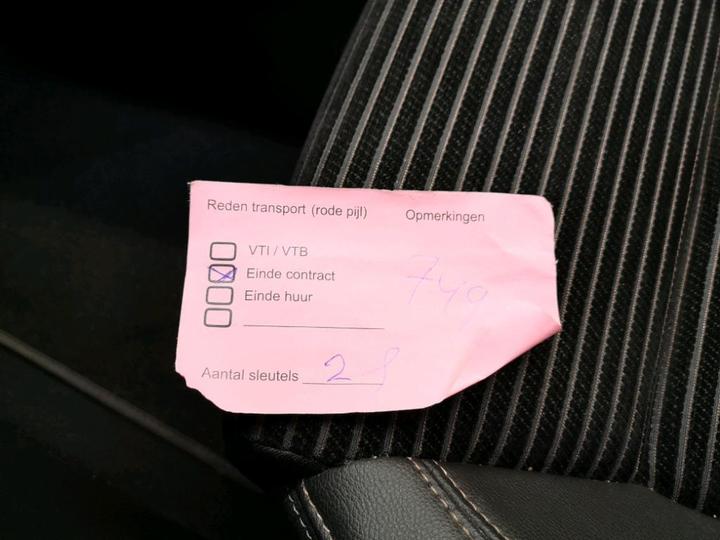 Reden transport (rode pijl) Opmerkingen
VTI / VTB
Einde contract 749
Einde huur
Aantal sleutels 2